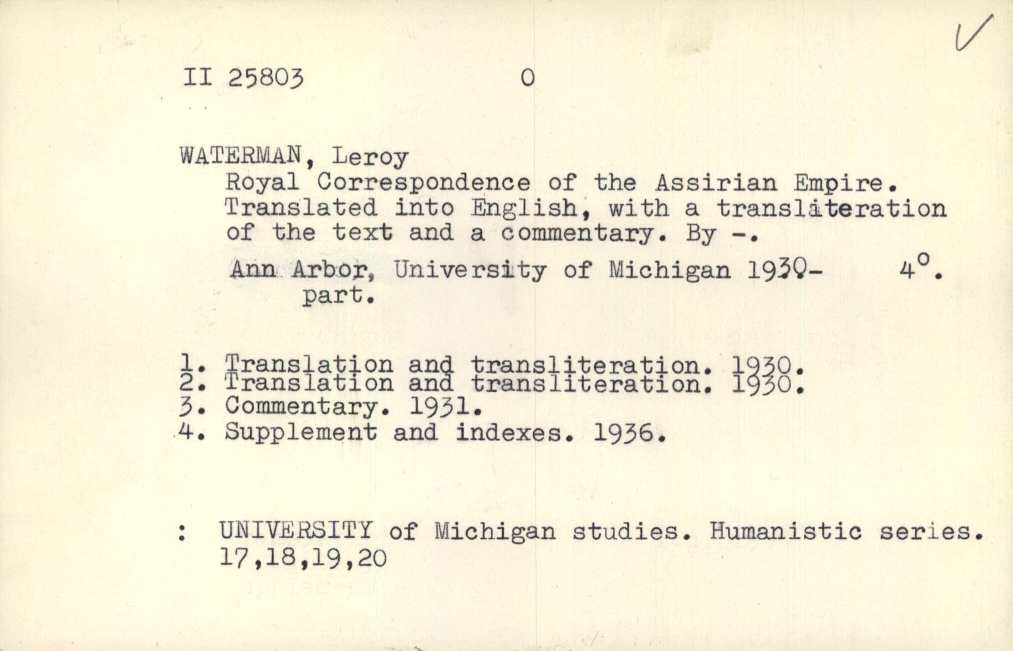 II 25803 O
WATERMAN, Leroy
Royal Correspondence of the Assirian Empire.
Translated into English, with a transliteration
of the text and a commentary. By -.
Ann Arbor, University of Michigan 1930- 4°.
part.
1. Translation and transliteration. 1930.
2. Translation and transliteration. 1930.
3. Commentary. 1931.
4. Supplement and indexes. 1936.
: UNIVERSITY of Michigan studies. Humanistic series.
17,18,19,20